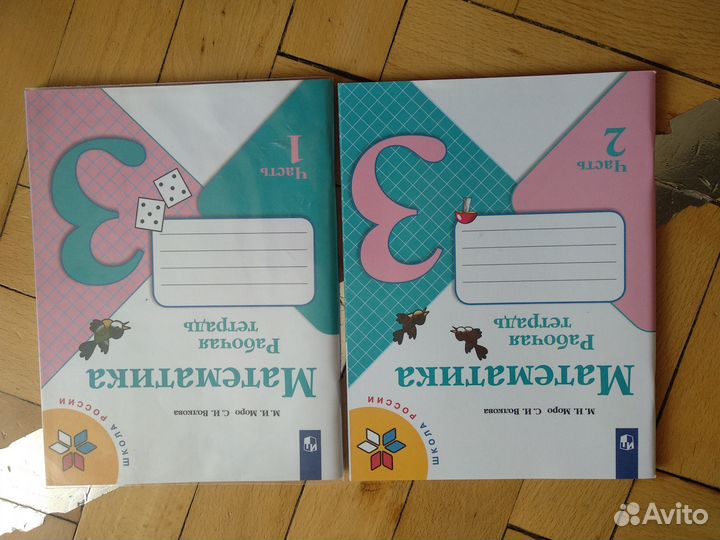 М. И. Моро С. И. Волкова
Математика
Рабочая
тетрадь
3
Часть
1
ШКОЛА РОССИИ
М. И. Моро С. И. Волкова
Математика
Рабочая
тетрадь
3
Часть
2
ШКОЛА РОССИИ
Avito